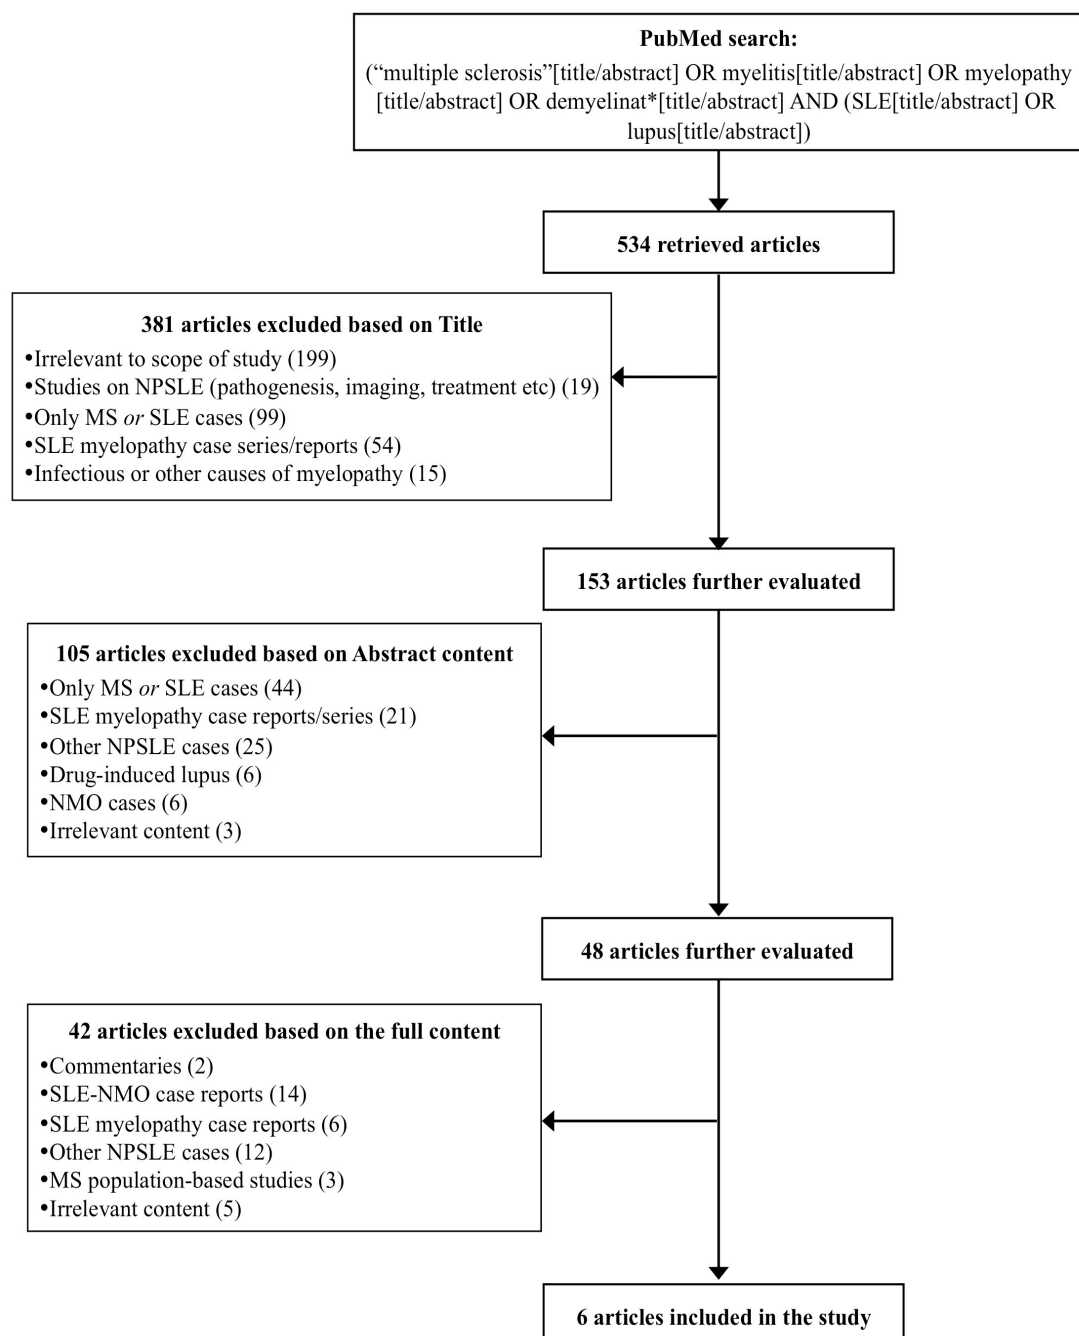 PubMed search:
(“multiple sclerosis”[title/abstract] OR myelitis[title/abstract] OR myelopathy
[title/abstract] OR demyelinat*[title/abstract] AND (SLE[title/abstract] OR
lupus[title/abstract])
534 retrieved articles
381 articles excluded based on Title
•Irrelevant to scope of study (199)
•Studies on NPSLE (pathogenesis, imaging, treatment etc) (19)
•Only MS or SLE cases (99)
•SLE myelopathy case series/reports (54)
•Infectious or other causes of myelopathy (15)
153 articles further evaluated
105 articles excluded based on Abstract content
•Only MS or SLE cases (44)
•SLE myelopathy case reports/series (21)
•Other NPSLE cases (25)
•Drug-induced lupus (6)
•NMO cases (6)
•Irrelevant content (3)
48 articles further evaluated
42 articles excluded based on the full content
•Commentaries (2)
•SLE-NMO case reports (14)
•SLE myelopathy case reports (6)
•Other NPSLE cases (12)
•MS population-based studies (3)
•Irrelevant content (5)
6 articles included in the study